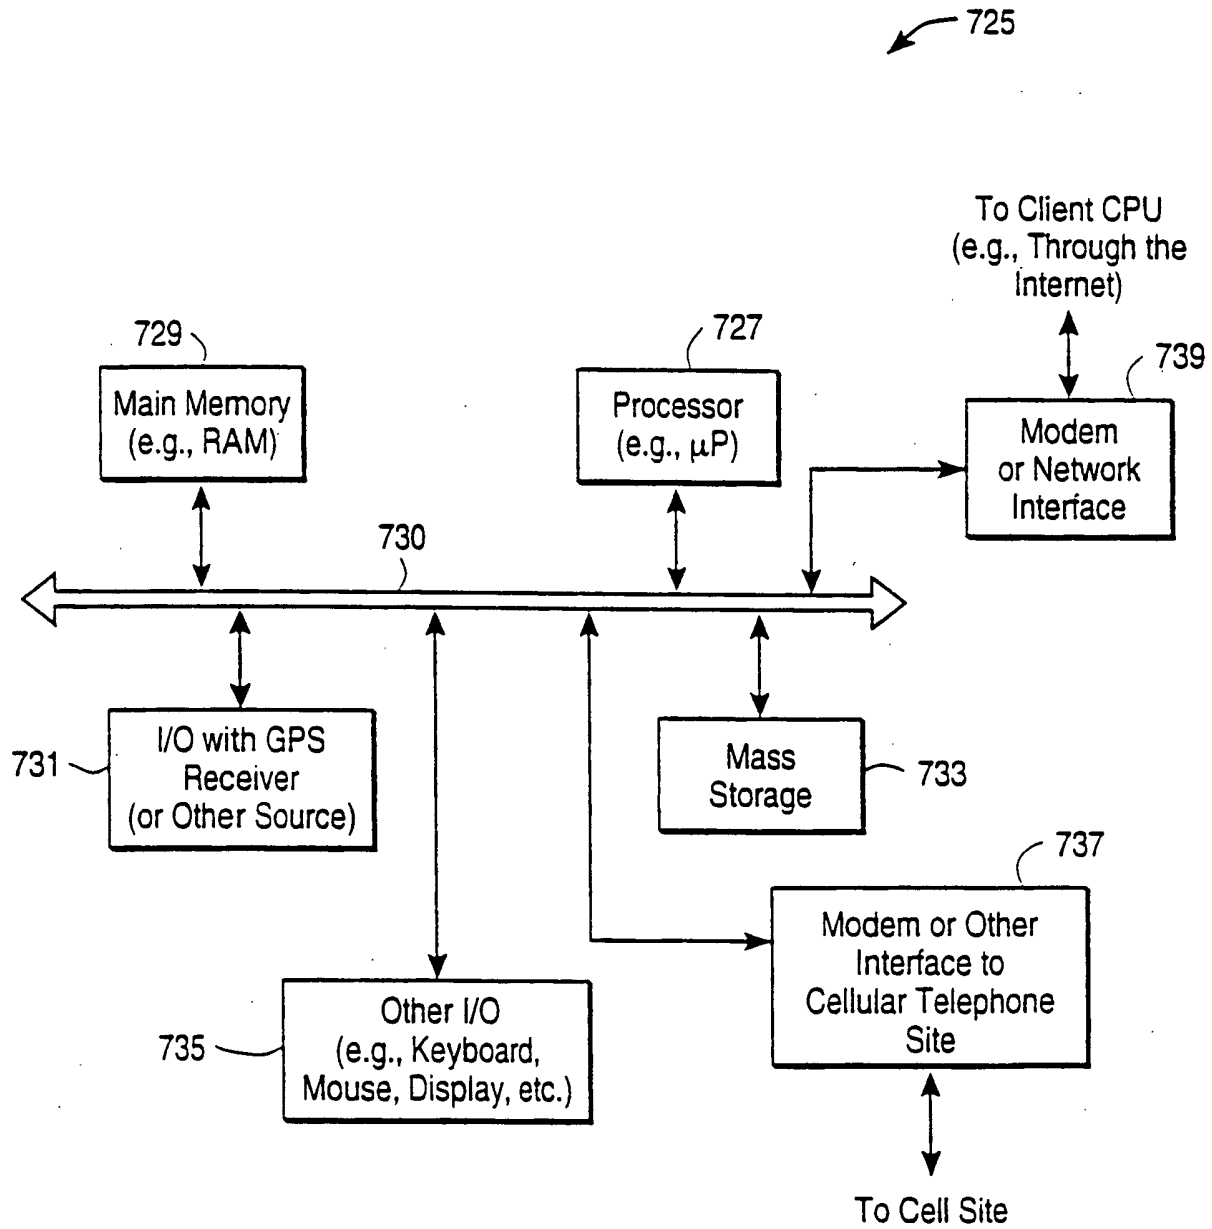 725
To Client CPU
(e.g., Through the
Internet)
729
727
739
Main Memory
(e.g., RAM)
Processor
(e.g., µP)
Modem
or Network
Interface
730
731
I/O with GPS
Receiver
(or Other Source)
Mass
Storage
733
737
Modem or Other
Interface to
Cellular Telephone
Site
735
Other I/O
(e.g., Keyboard,
Mouse, Display, etc.)
To Cell Site